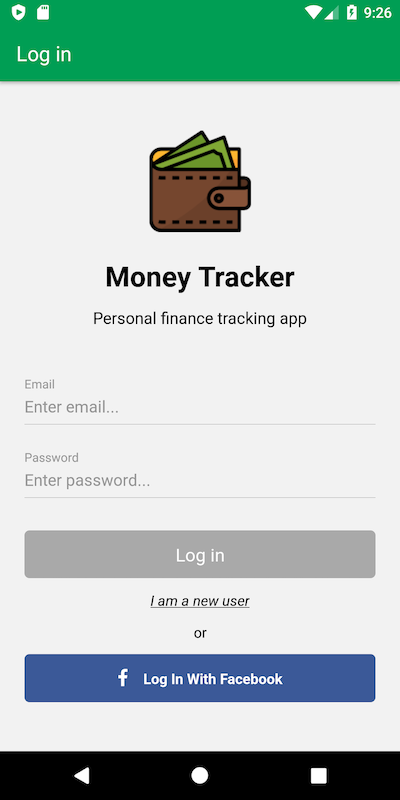 9:26
Log in
Money Tracker
Personal finance tracking app
Email
Enter email...
Password
Enter password...
Log in
I am a new user
or
Log In With Facebook